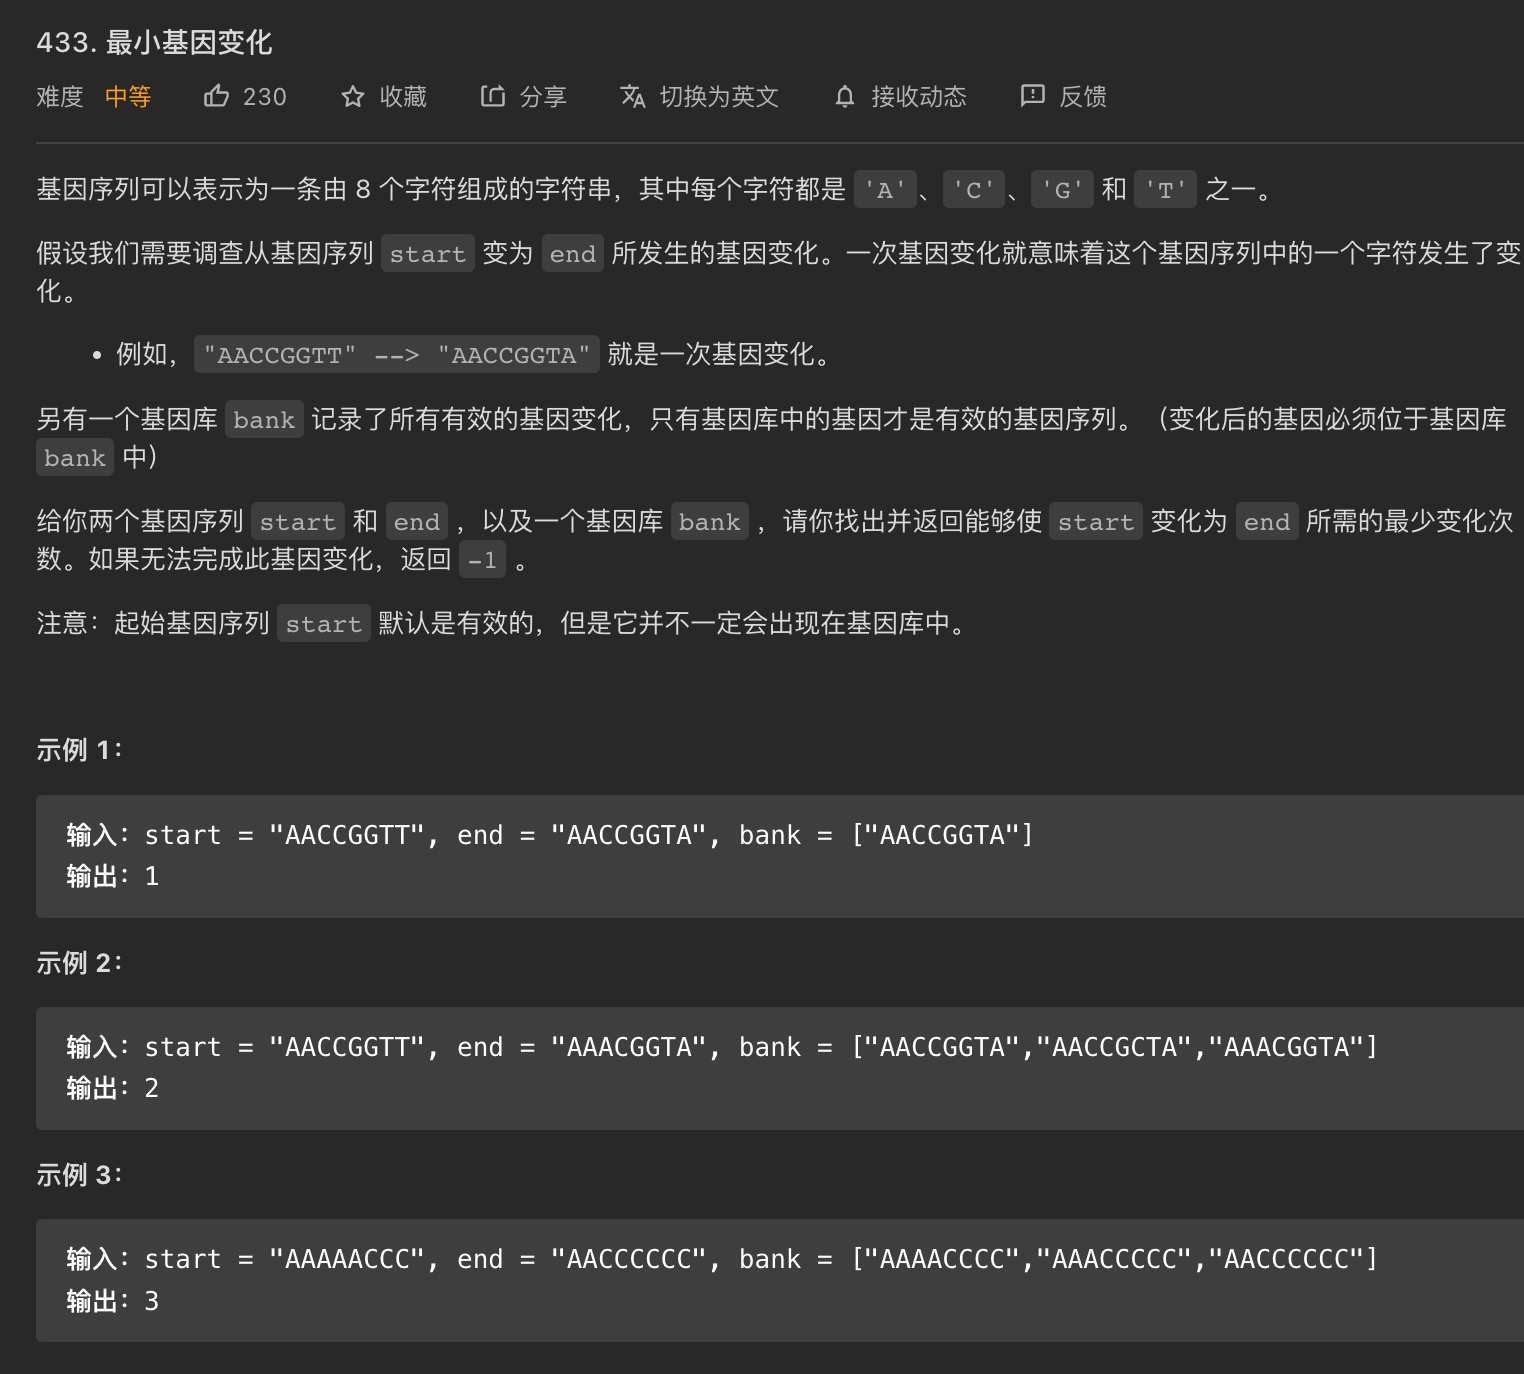 433. 最小基因变化
难度 中等 230 收藏 分享 切换为英文 接收动态 反馈
基因序列可以表示为一条由 8 个字符组成的字符串，其中每个字符都是 'A'、'C'、'G' 和 'T' 之一。
假设我们需要调查从基因序列 start 变为 end 所发生的基因变化。一次基因变化就意味着这个基因序列中的一个字符发生了变
化。
• 例如，"AACCGGTT" --> "AACCGGTA" 就是一次基因变化。
另有一个基因库 bank 记录了所有有效的基因变化，只有基因库中的基因才是有效的基因序列。（变化后的基因必须位于基因库
bank 中）
给你两个基因序列 start 和 end ，以及一个基因库 bank ，请你找出并返回能够使 start 变化为 end 所需的最少变化次
数。如果无法完成此基因变化，返回 -1 。
注意：起始基因序列 start 默认是有效的，但是它并不一定会出现在基因库中。
示例 1：
输入：start = "AACCGGTT", end = "AACCGGTA", bank = ["AACCGGTA"]
输出：1
示例 2：
输入：start = "AACCGGTT", end = "AAACGGTA", bank = ["AACCGGTA","AACCGCTA","AAACGGTA"]
输出：2
示例 3：
输入：start = "AAAAACCC", end = "AACCCCCC", bank = ["AAAACCCC","AAACCCCC","AACCCCCC"]
输出：3